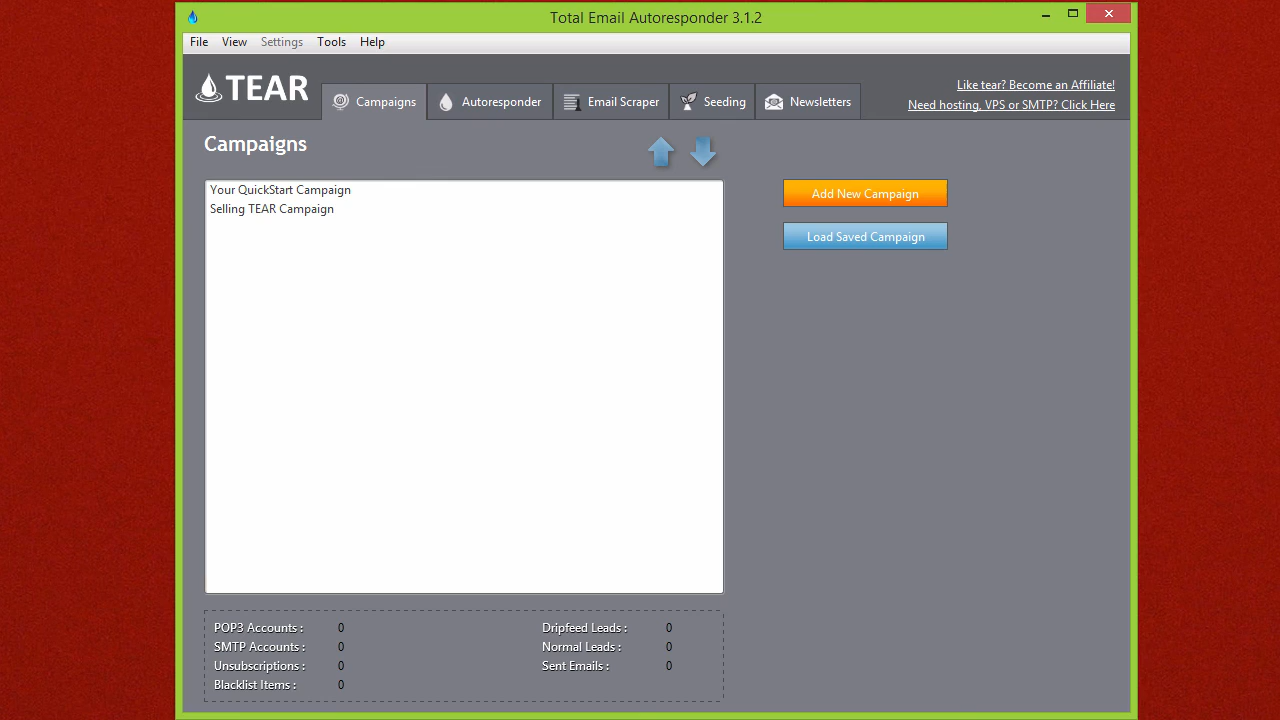 Total Email Autoresponder 3.1.2
File View Settings Tools Help
TEAR
Campaigns Autoresponder Email Scraper Seeding Newsletters
Like tear? Become an Affiliate!
Need hosting, VPS or SMTP? Click Here
Campaigns
Your QuickStart Campaign
Selling TEAR Campaign
Add New Campaign
Load Saved Campaign
POP3 Accounts : 0 Dripfeed Leads : 0
SMTP Accounts : 0 Normal Leads : 0
Unsubscriptions : 0 Sent Emails : 0
Blacklist Items : 0